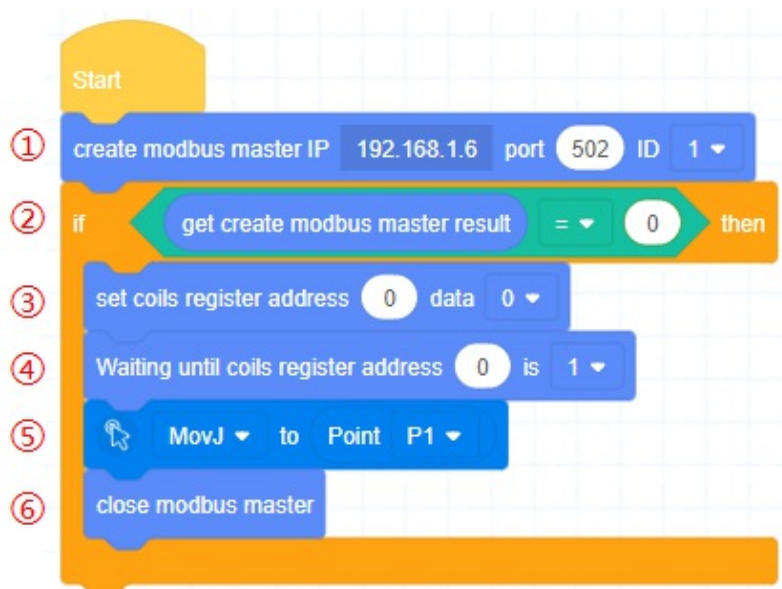 Start
① create modbus master IP 192.168.1.6 port 502 ID 1
② if get create modbus master result = 0 then
③ set coils register address 0 data 0
④ Waiting until coils register address 0 is 1
⑤ MovJ to Point P1
⑥ close modbus master